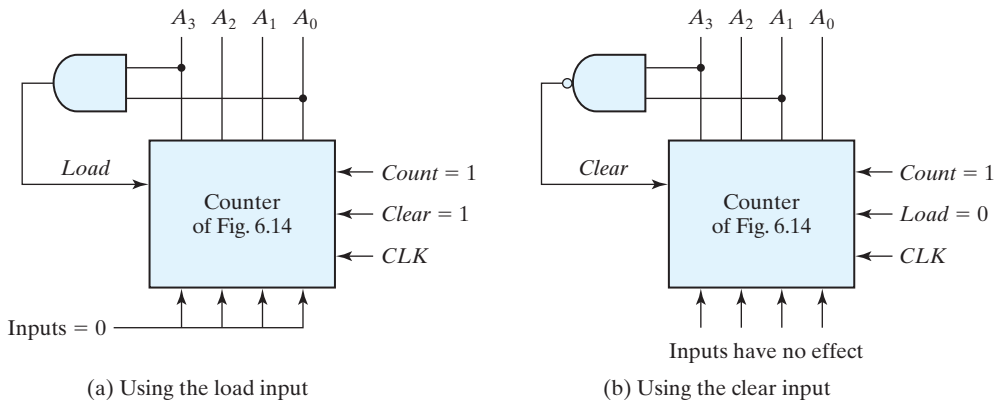 A3 A2 A1 A0
Load
Counter
of Fig. 6.14
Count = 1
Clear = 1
CLK
Inputs = 0
(a) Using the load input
A3 A2 A1 A0
Clear
Counter
of Fig. 6.14
Count = 1
Load = 0
CLK
Inputs have no effect
(b) Using the clear input